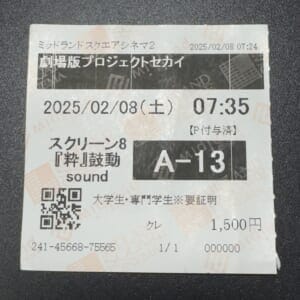 ミッドランドスクエアシネマ2 2025/02/08 07:24
劇場版プロジェクトセカイ
2025/02/08(土) 07:35
【P付与済】
スクリーン8
『粋』鼓動
sound
A-13
大学生・専門学生※要証明
クレ 1,500円
241-45668-75565 1/1 000000